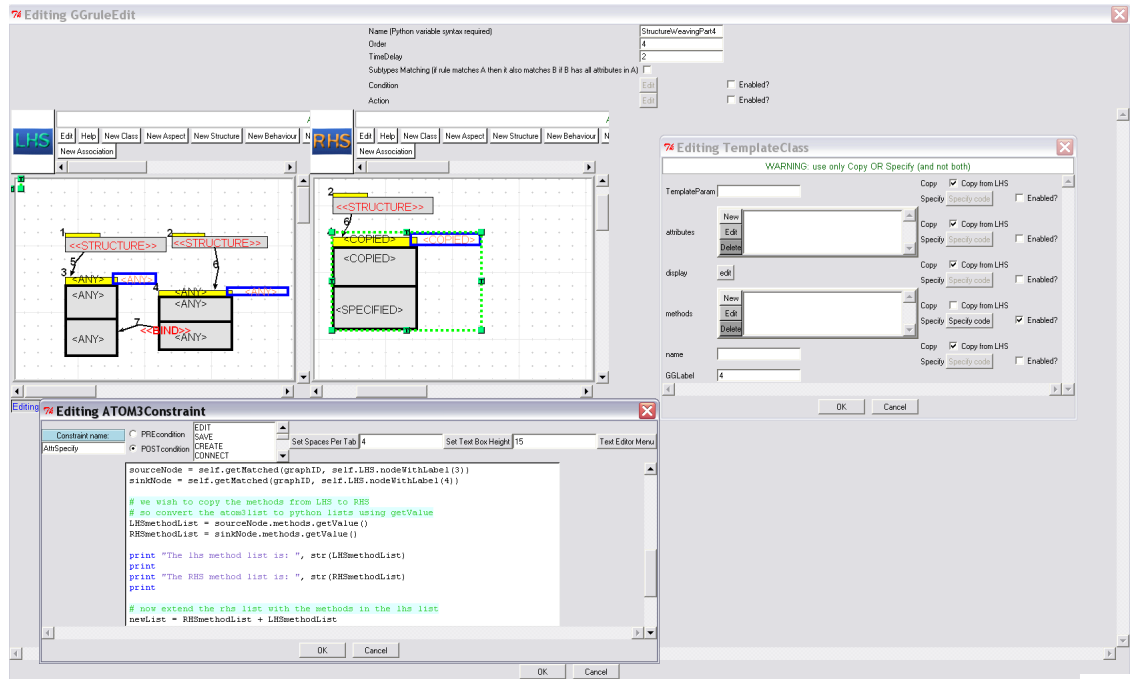 Editing GGruleEdit
Name (Python variable syntax required)
StructureWeavingPart4
Order
4
TimeDelay
2
Subtypes Matching (if rule matches A then it also matches B if B has all attributes in A)
Condition
Edit
Enabled?
Action
Edit
Enabled?
LHS
A
Edit Help New Class New Aspect New Structure New Behaviour N
New Association
1
<<STRUCTURE>>
2
<<STRUCTURE>>
5
6
3
<ANY> <ANY>
<ANY>
<ANY>
4
<ANY> <ANY>
<ANY>
<ANY>
7
<<BIND>>
RHS
A
Edit Help New Class New Aspect New Structure New Behaviour N
New Association
2
<<STRUCTURE>>
6
4
<COPIED> <COPIED>
<COPIED>
<SPECIFIED>
Editing TemplateClass
WARNING: use only Copy OR Specify (and not both)
TemplateParam
Copy Copy from LHS
Specify Specify code Enabled?
attributes
New
Edit
Delete
Copy Copy from LHS
Specify Specify code Enabled?
display
edit
Copy Copy from LHS
Specify Specify code Enabled?
methods
New
Edit
Delete
Copy Copy from LHS
Specify Specify code Enabled?
name
Copy Copy from LHS
Specify Specify code Enabled?
GGLabel
4
OK Cancel
Editing
Editing ATOM3Constraint
Constraint name:
AttrSpecify
PREcondition
POSTcondition
EDIT
SAVE
CREATE
CONNECT
Set Spaces Per Tab 4
Set Text Box Height 15
Text Editor Menu
sourceNode = self.getMatched(graphID, self.LHS.nodeWithLabel(3))
sinkNode = self.getMatched(graphID, self.LHS.nodeWithLabel(4))
# we wish to copy the methods from LHS to RHS
# so convert the atom3list to python lists using getValue
LHSmethodList = sourceNode.methods.getValue()
RHSmethodList = sinkNode.methods.getValue()
print "The lhs method list is: ", str(LHSmethodList)
print
print "The RHS method list is: ", str(RHSmethodList)
print
# now extend the rhs list with the methods in the lhs list
newList = RHSmethodList + LHSmethodList
OK Cancel
OK Cancel